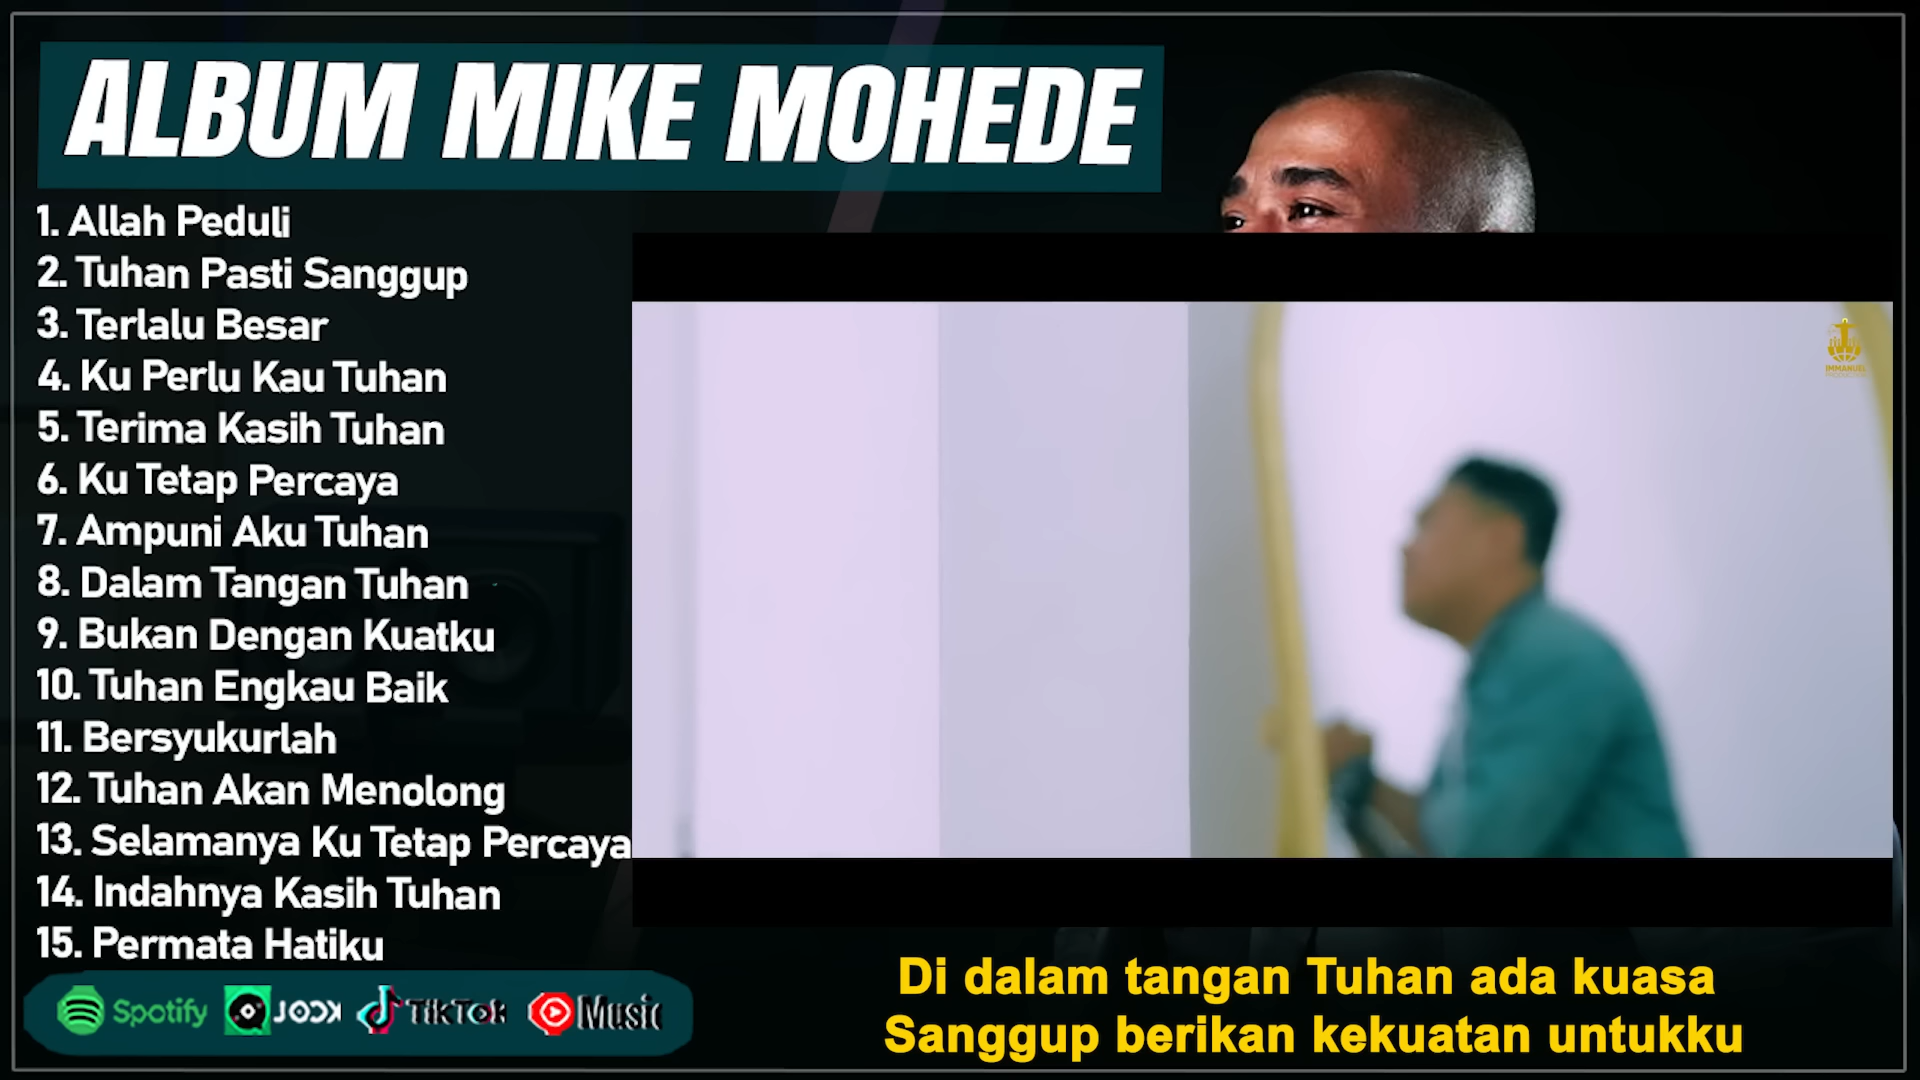 ALBUM MIKE MOHEDE
1. Allah Peduli
2. Tuhan Pasti Sanggup
3. Terlalu Besar
4. Ku Perlu Kau Tuhan
5. Terima Kasih Tuhan
6. Ku Tetap Percaya
7. Ampuni Aku Tuhan
8. Dalam Tangan Tuhan
9. Bukan Dengan Kuatku
10. Tuhan Engkau Baik
11. Bersyukurlah
12. Tuhan Akan Menolong
13. Selamanya Ku Tetap Percaya
14. Indahnya Kasih Tuhan
15. Permata Hatiku
IMMANUEL
Spotify JOOX TikTok Music
Di dalam tangan Tuhan ada kuasa
Sanggup berikan kekuatan untukku